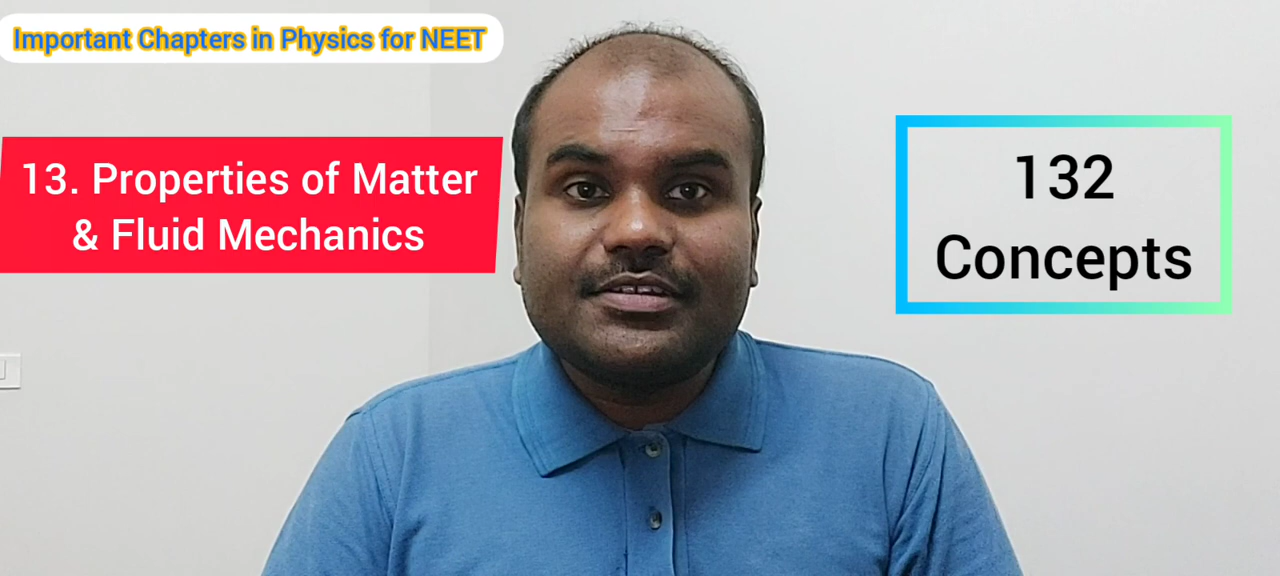 Important Chapters in Physics for NEET
13. Properties of Matter
& Fluid Mechanics
132
Concepts